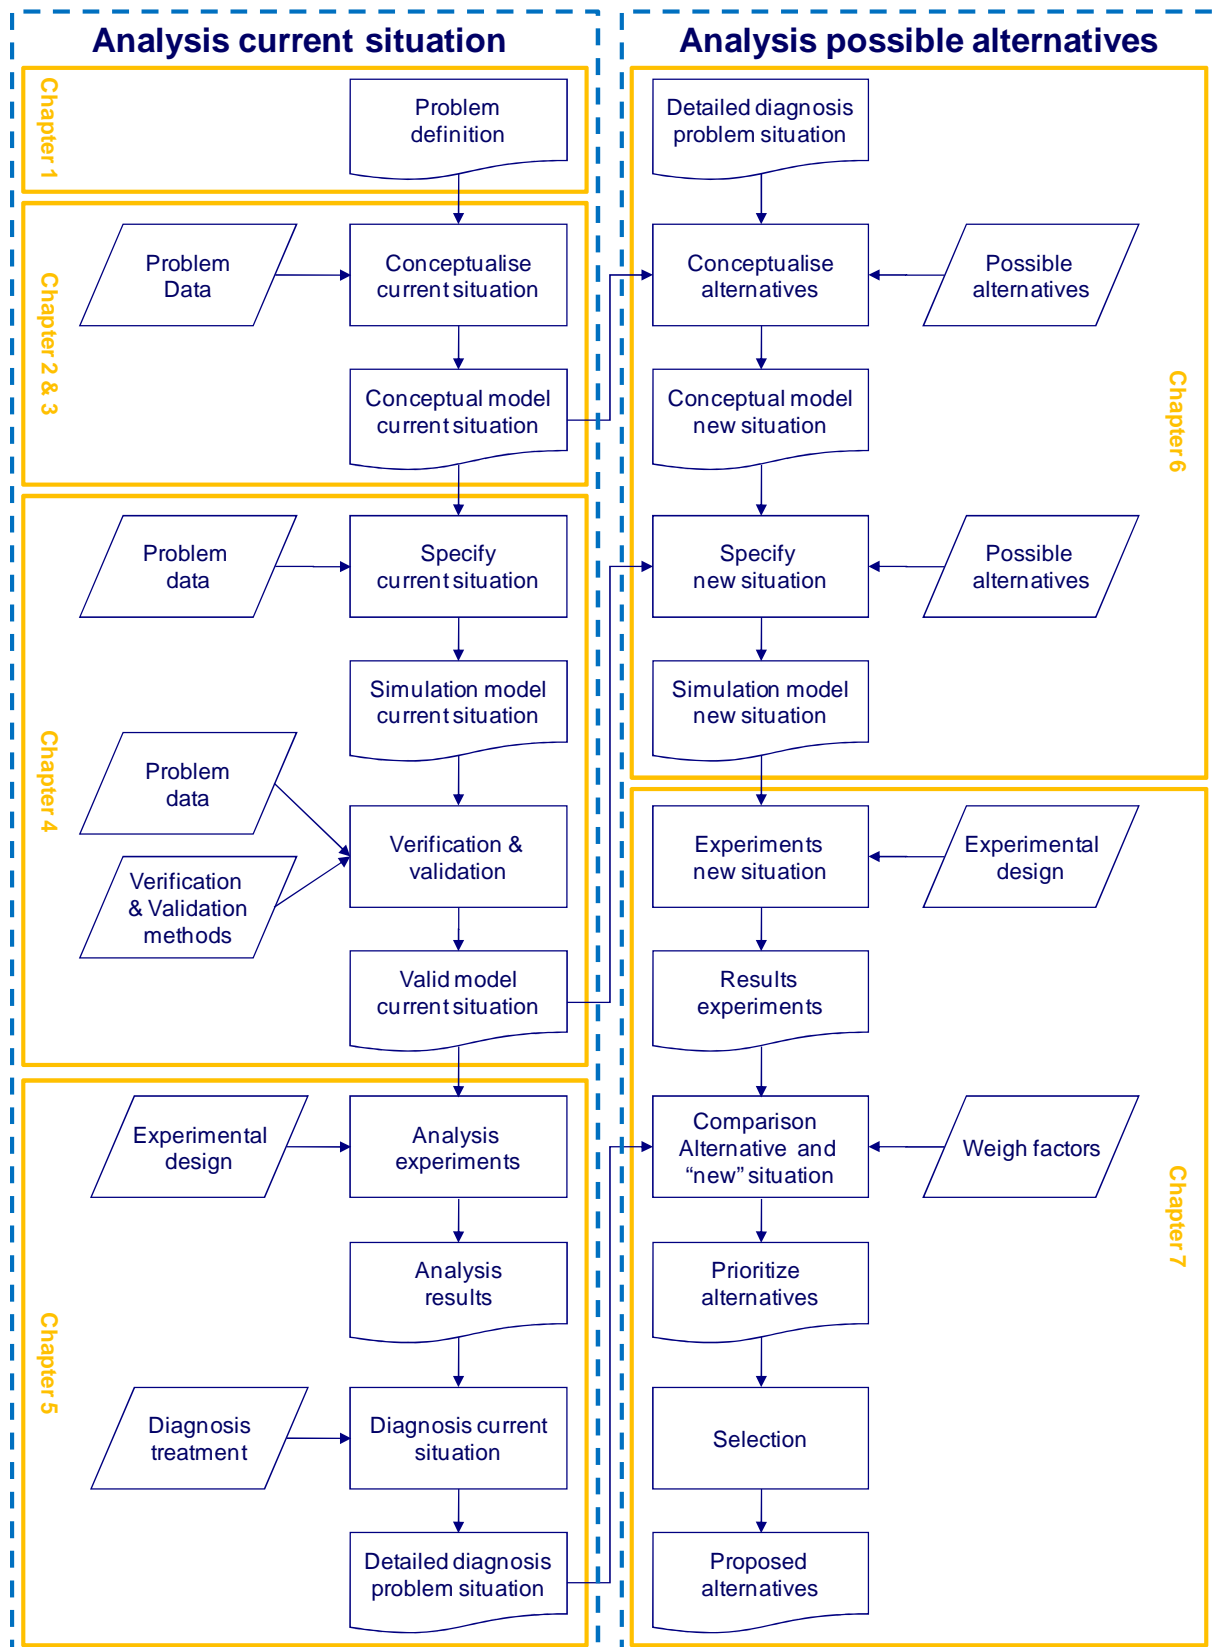 Analysis current situation
Chapter 1
Problem
definition
Chapter 2 & 3
Problem
Data
Conceptualise
current situation
Conceptual model
current situation
Chapter 4
Problem
data
Specify
current situation
Simulation model
current situation
Problem
data
Verification
& Validation
methods
Verification &
validation
Valid model
current situation
Chapter 5
Experimental
design
Analysis
experiments
Analysis
results
Diagnosis
treatment
Diagnosis current
situation
Detailed diagnosis
problem situation
Analysis possible alternatives
Detailed diagnosis
problem situation
Conceptualise
alternatives
Possible
alternatives
Conceptual model
new situation
Chapter 6
Specify
new situation
Possible
alternatives
Simulation model
new situation
Experiments
new situation
Experimental
design
Results
experiments
Comparison
Alternative and
“new” situation
Weigh factors
Chapter 7
Prioritize
alternatives
Selection
Proposed
alternatives